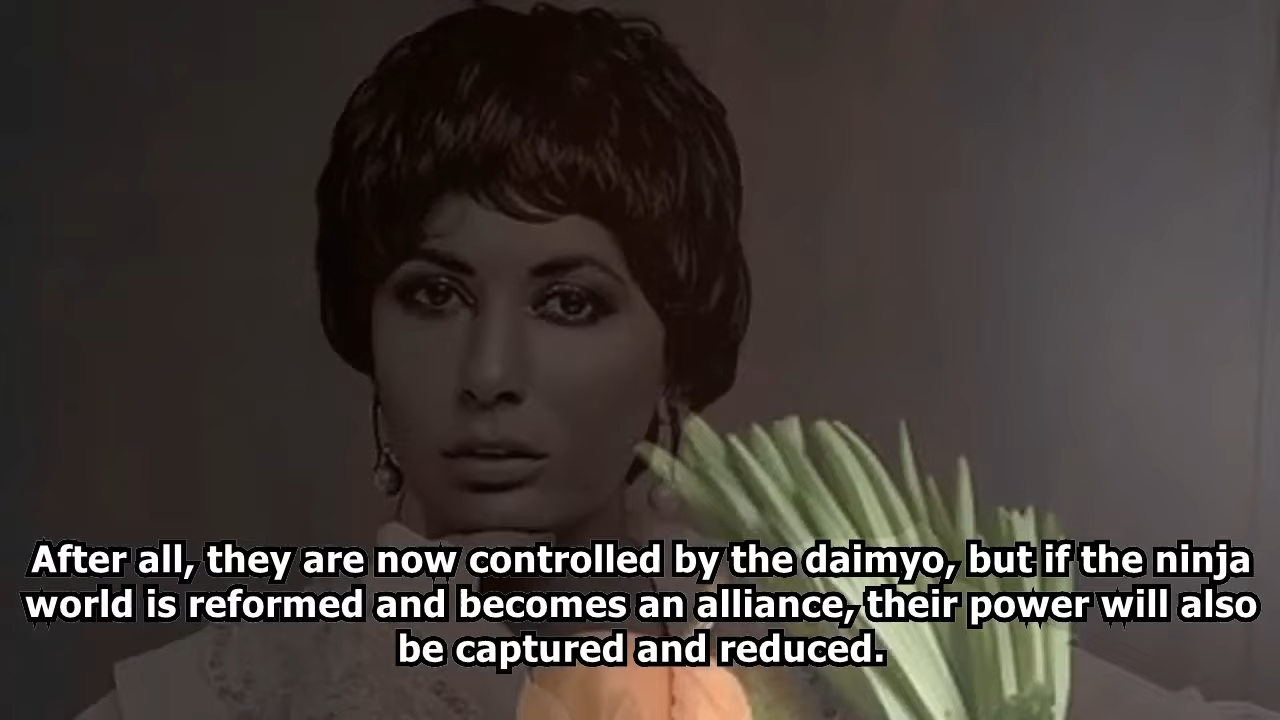 After all, they are now controlled by the daimyo, but if the ninja
world is reformed and becomes an alliance, their power will also
be captured and reduced.